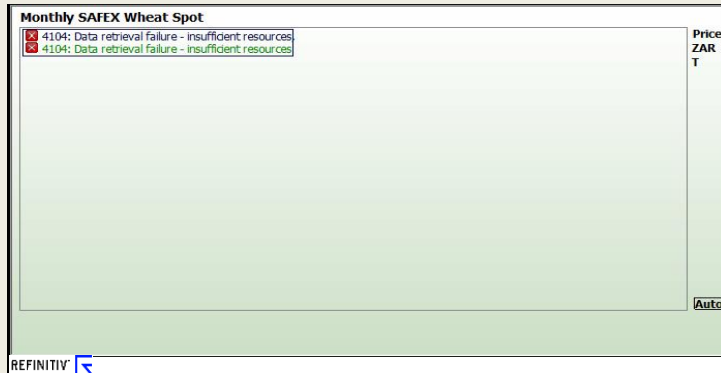 Monthly SAFEX Wheat Spot
4104: Data retrieval failure - insufficient resources.
4104: Data retrieval failure - insufficient resources
Price
ZAR
T
Auto
REFINITIV